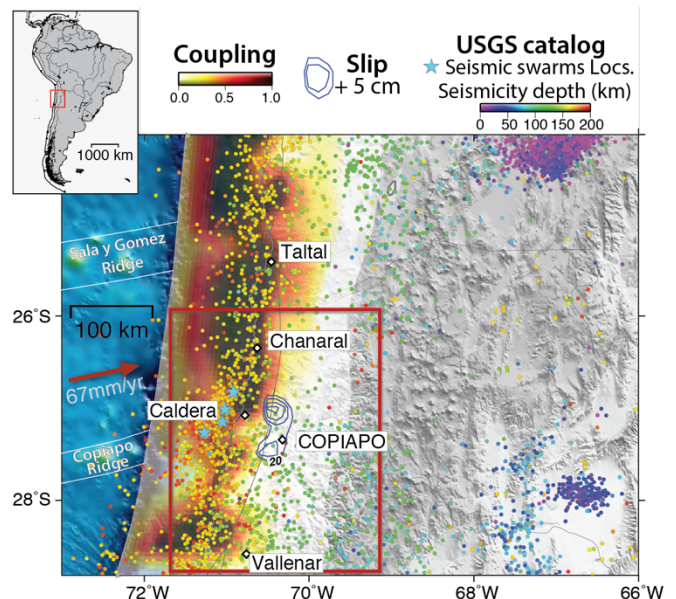 1000 km
Coupling
0.0 0.5 1.0
Slip
+ 5 cm
USGS catalog
Seismic swarms Locs.
Seismicity depth (km)
0 50 100 150 200
Sala y Gomez
Ridge
Taltal
26°S
100 km
Chanaral
67mm/yr
Caldera
COPIAPO
Copiapo
Ridge
20
28°S
Vallenar
72°W 70°W 68°W 66°W